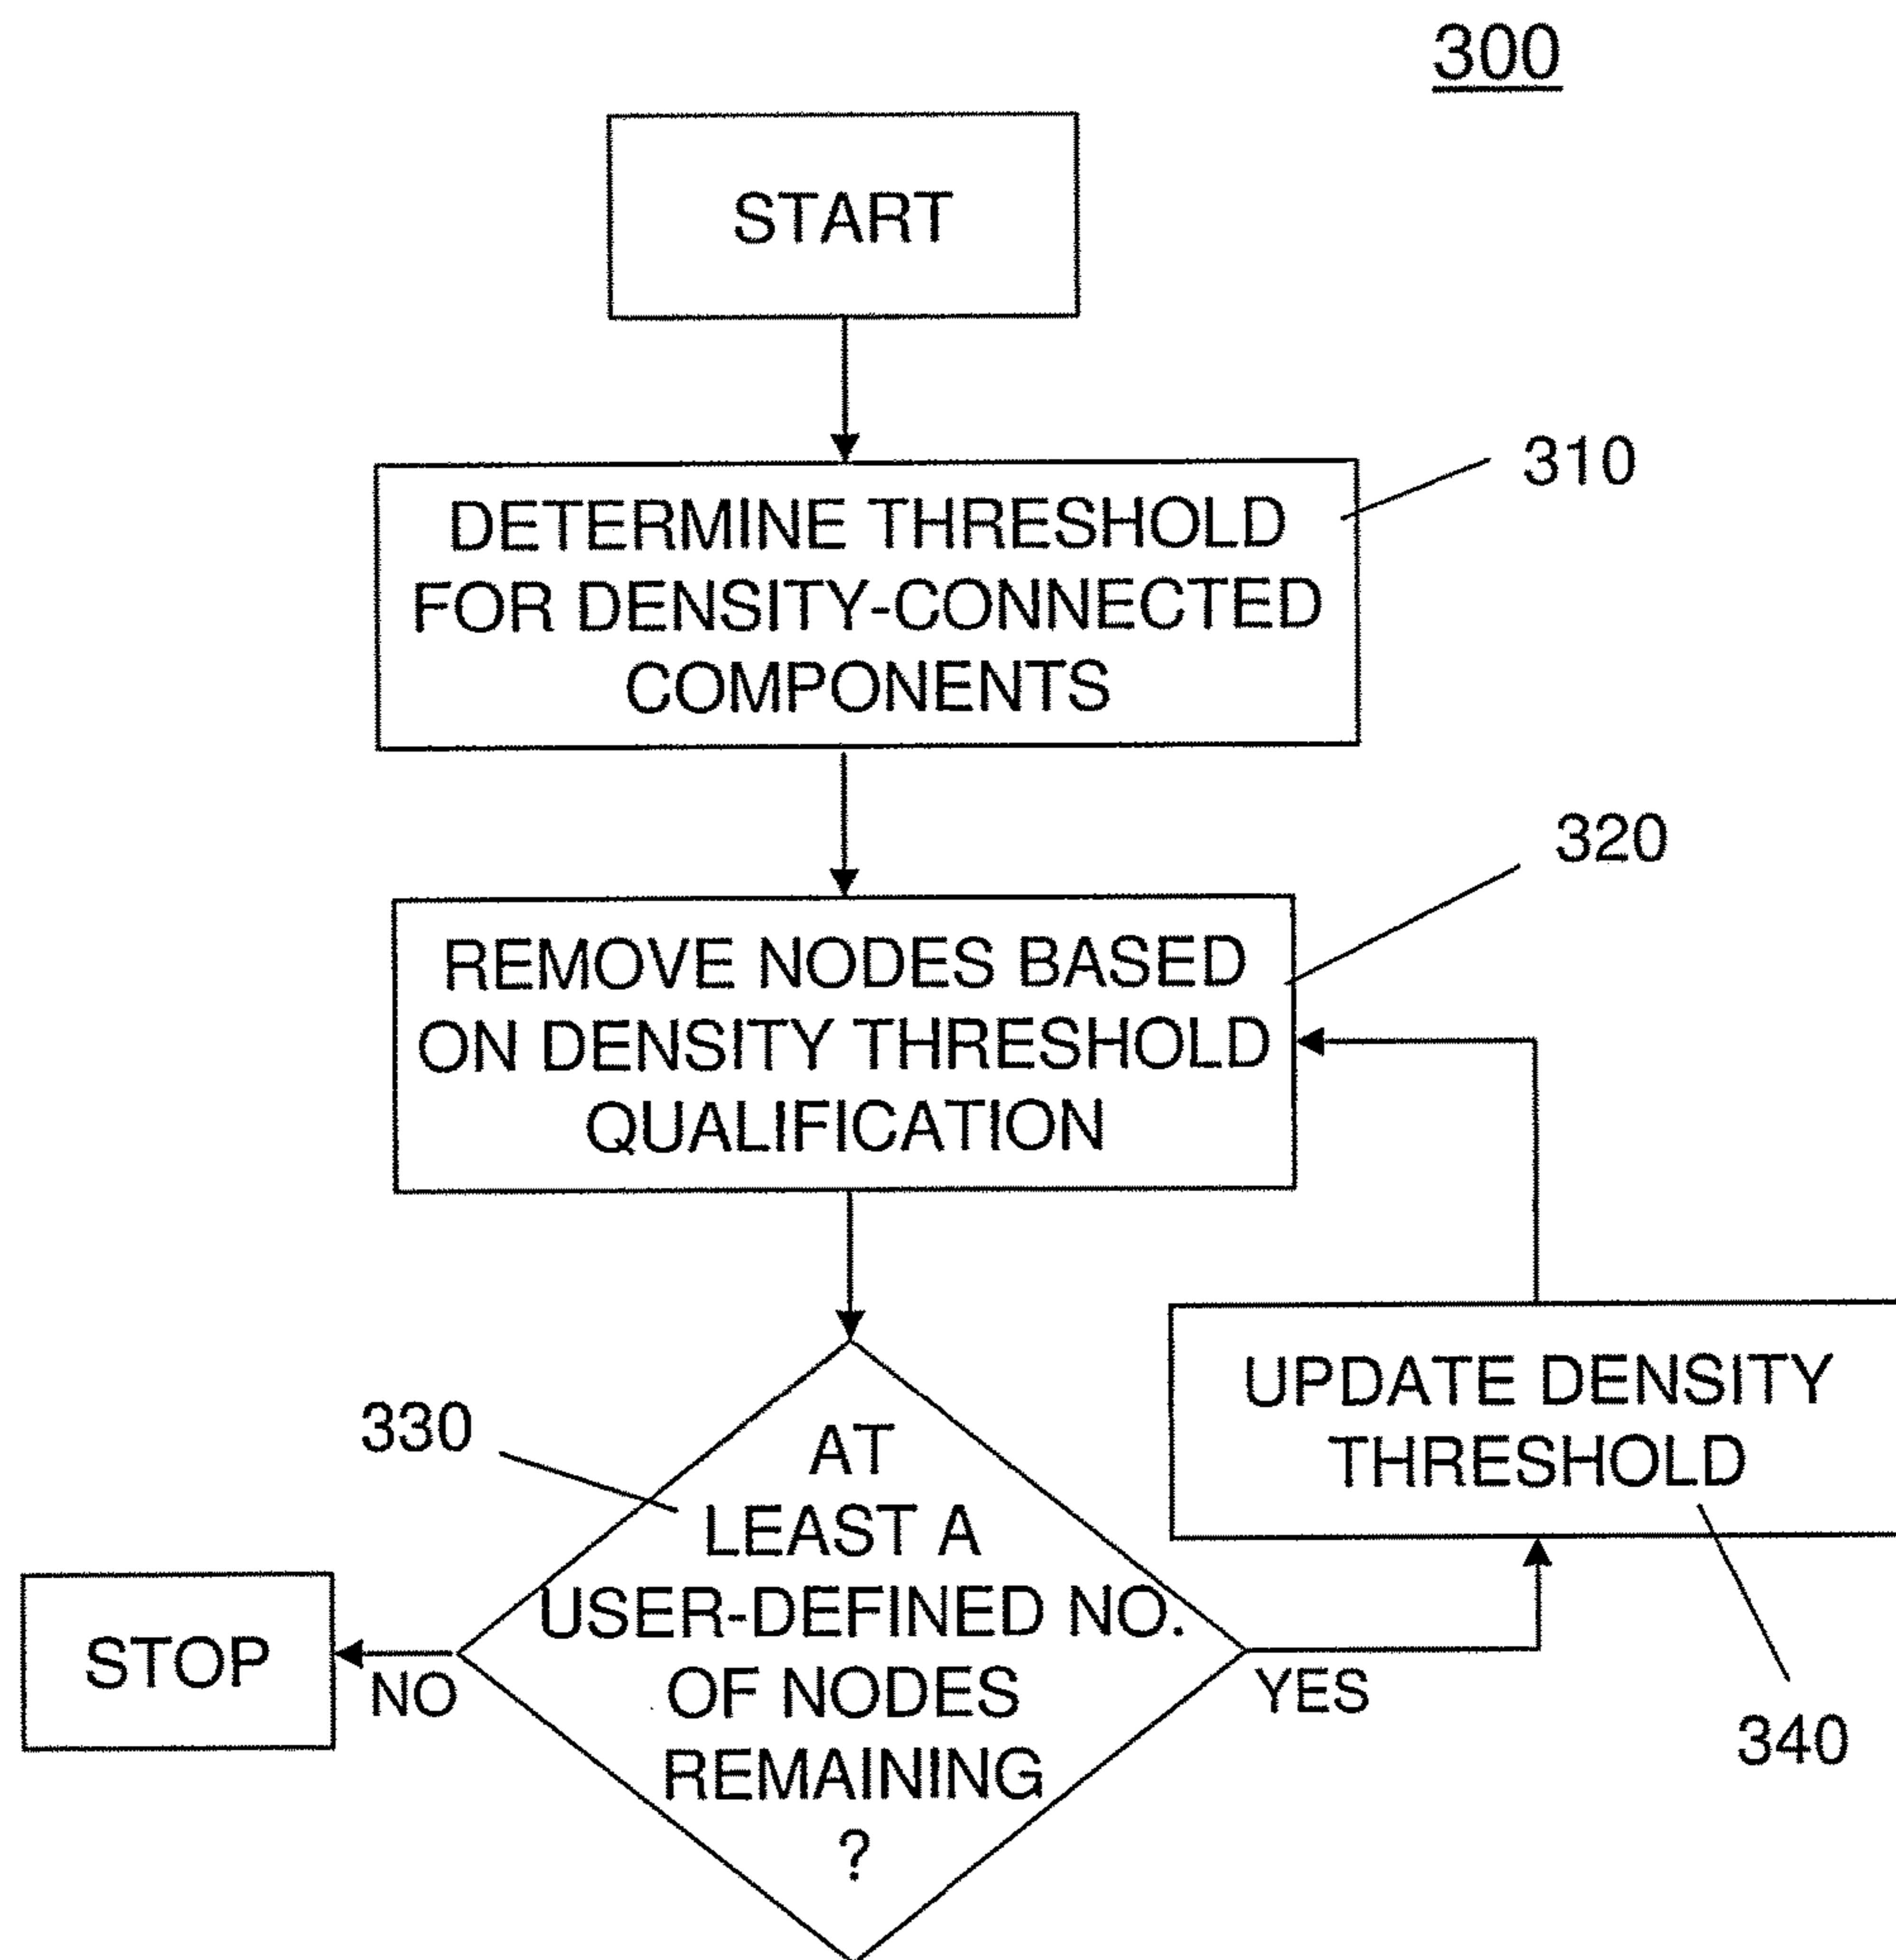 300
START
310
DETERMINE THRESHOLD
FOR DENSITY-CONNECTED
COMPONENTS
320
REMOVE NODES BASED
ON DENSITY THRESHOLD
QUALIFICATION
330
AT
LEAST A
USER-DEFINED NO.
OF NODES
REMAINING
?
UPDATE DENSITY
THRESHOLD
340
YES
NO
STOP